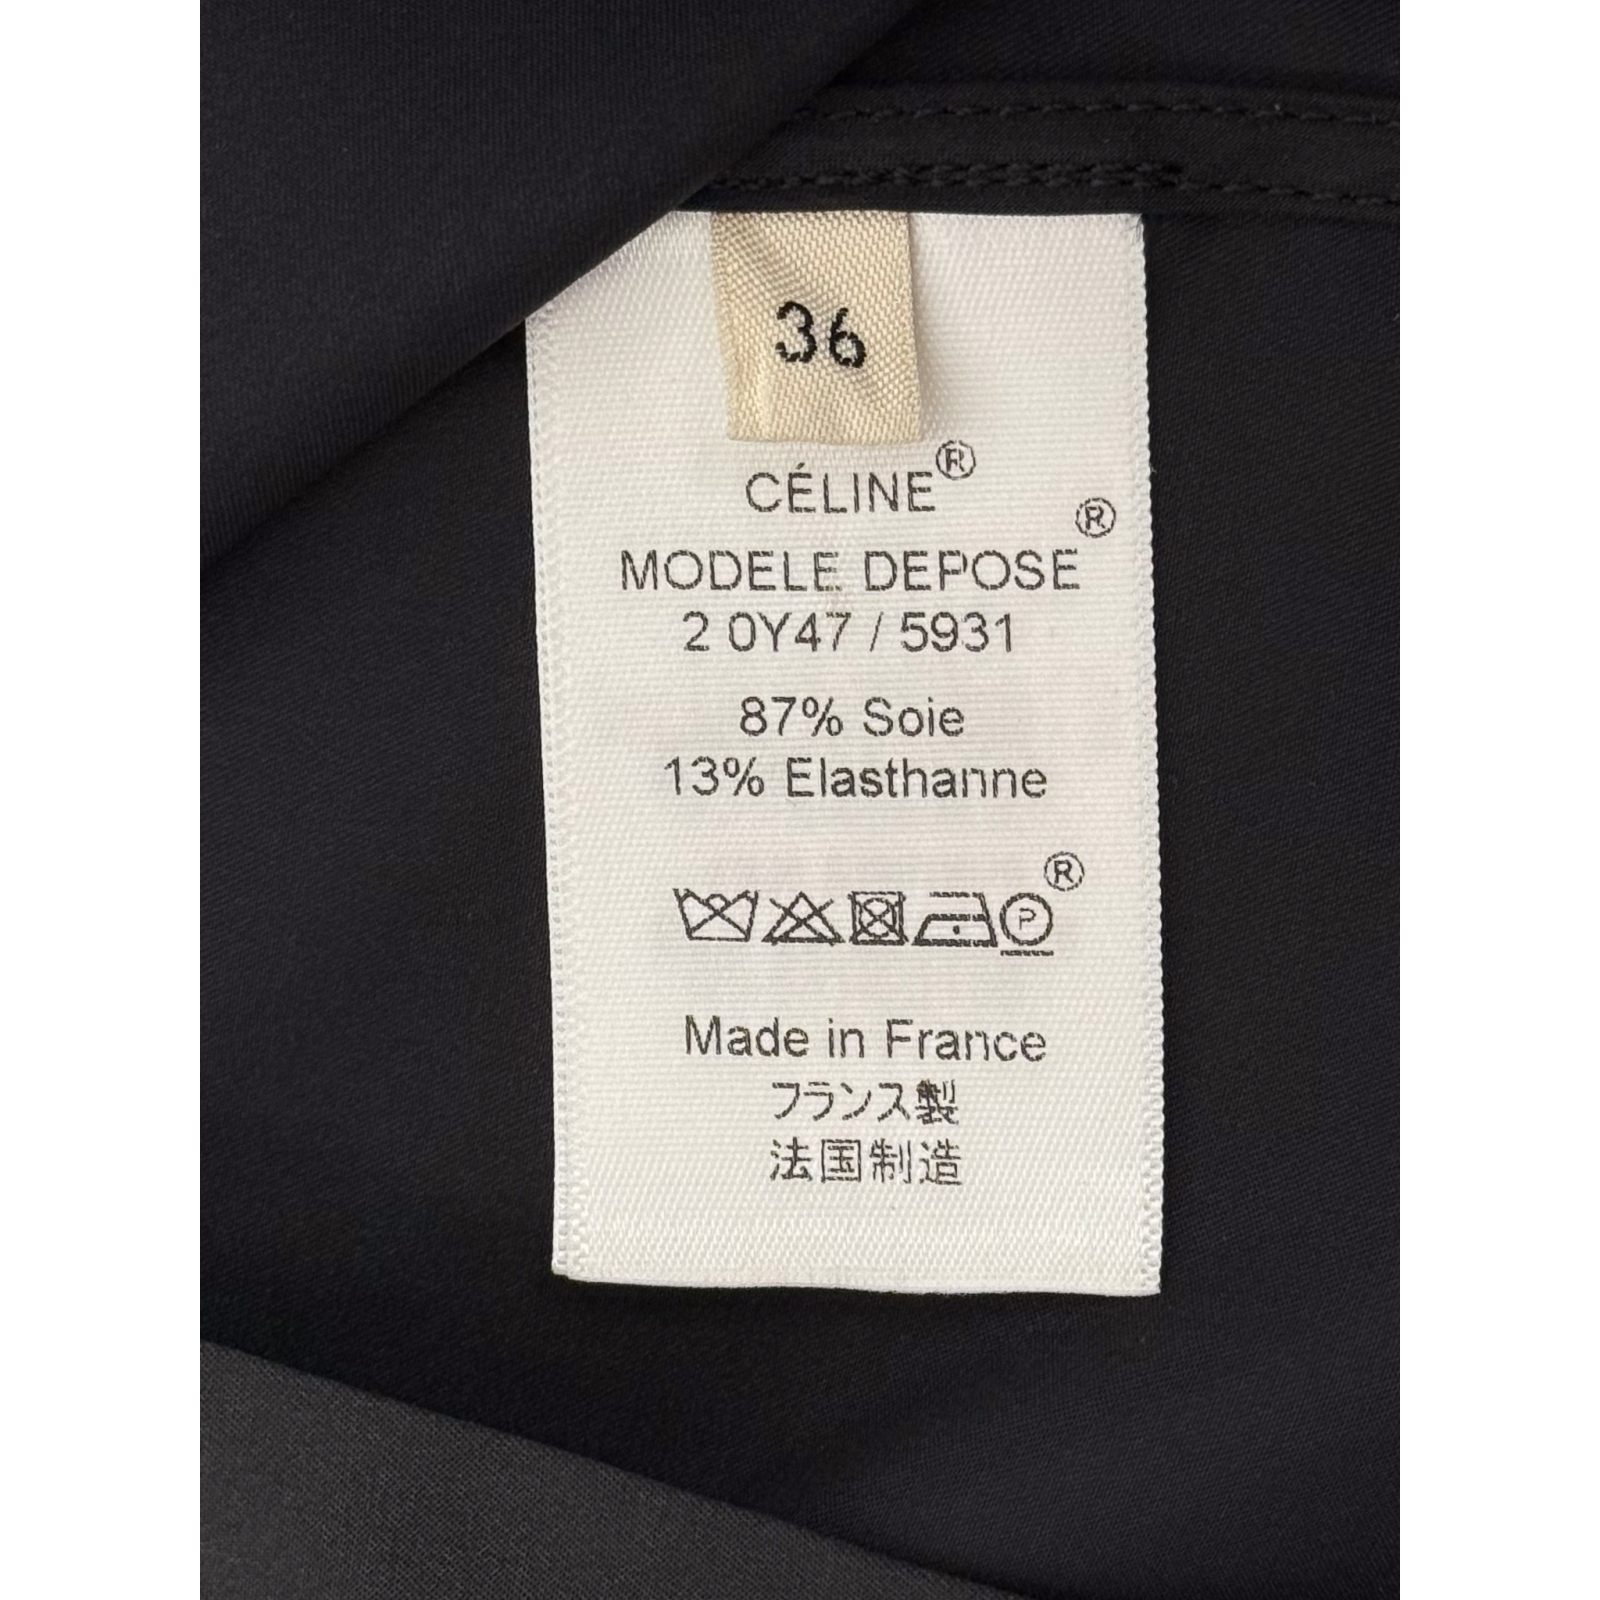 36
CÉLINE®
MODELE DEPOSE®
2 0Y47 / 5931
87% Soie
13% Elasthanne
P ®
Made in France
フランス製
法国制造